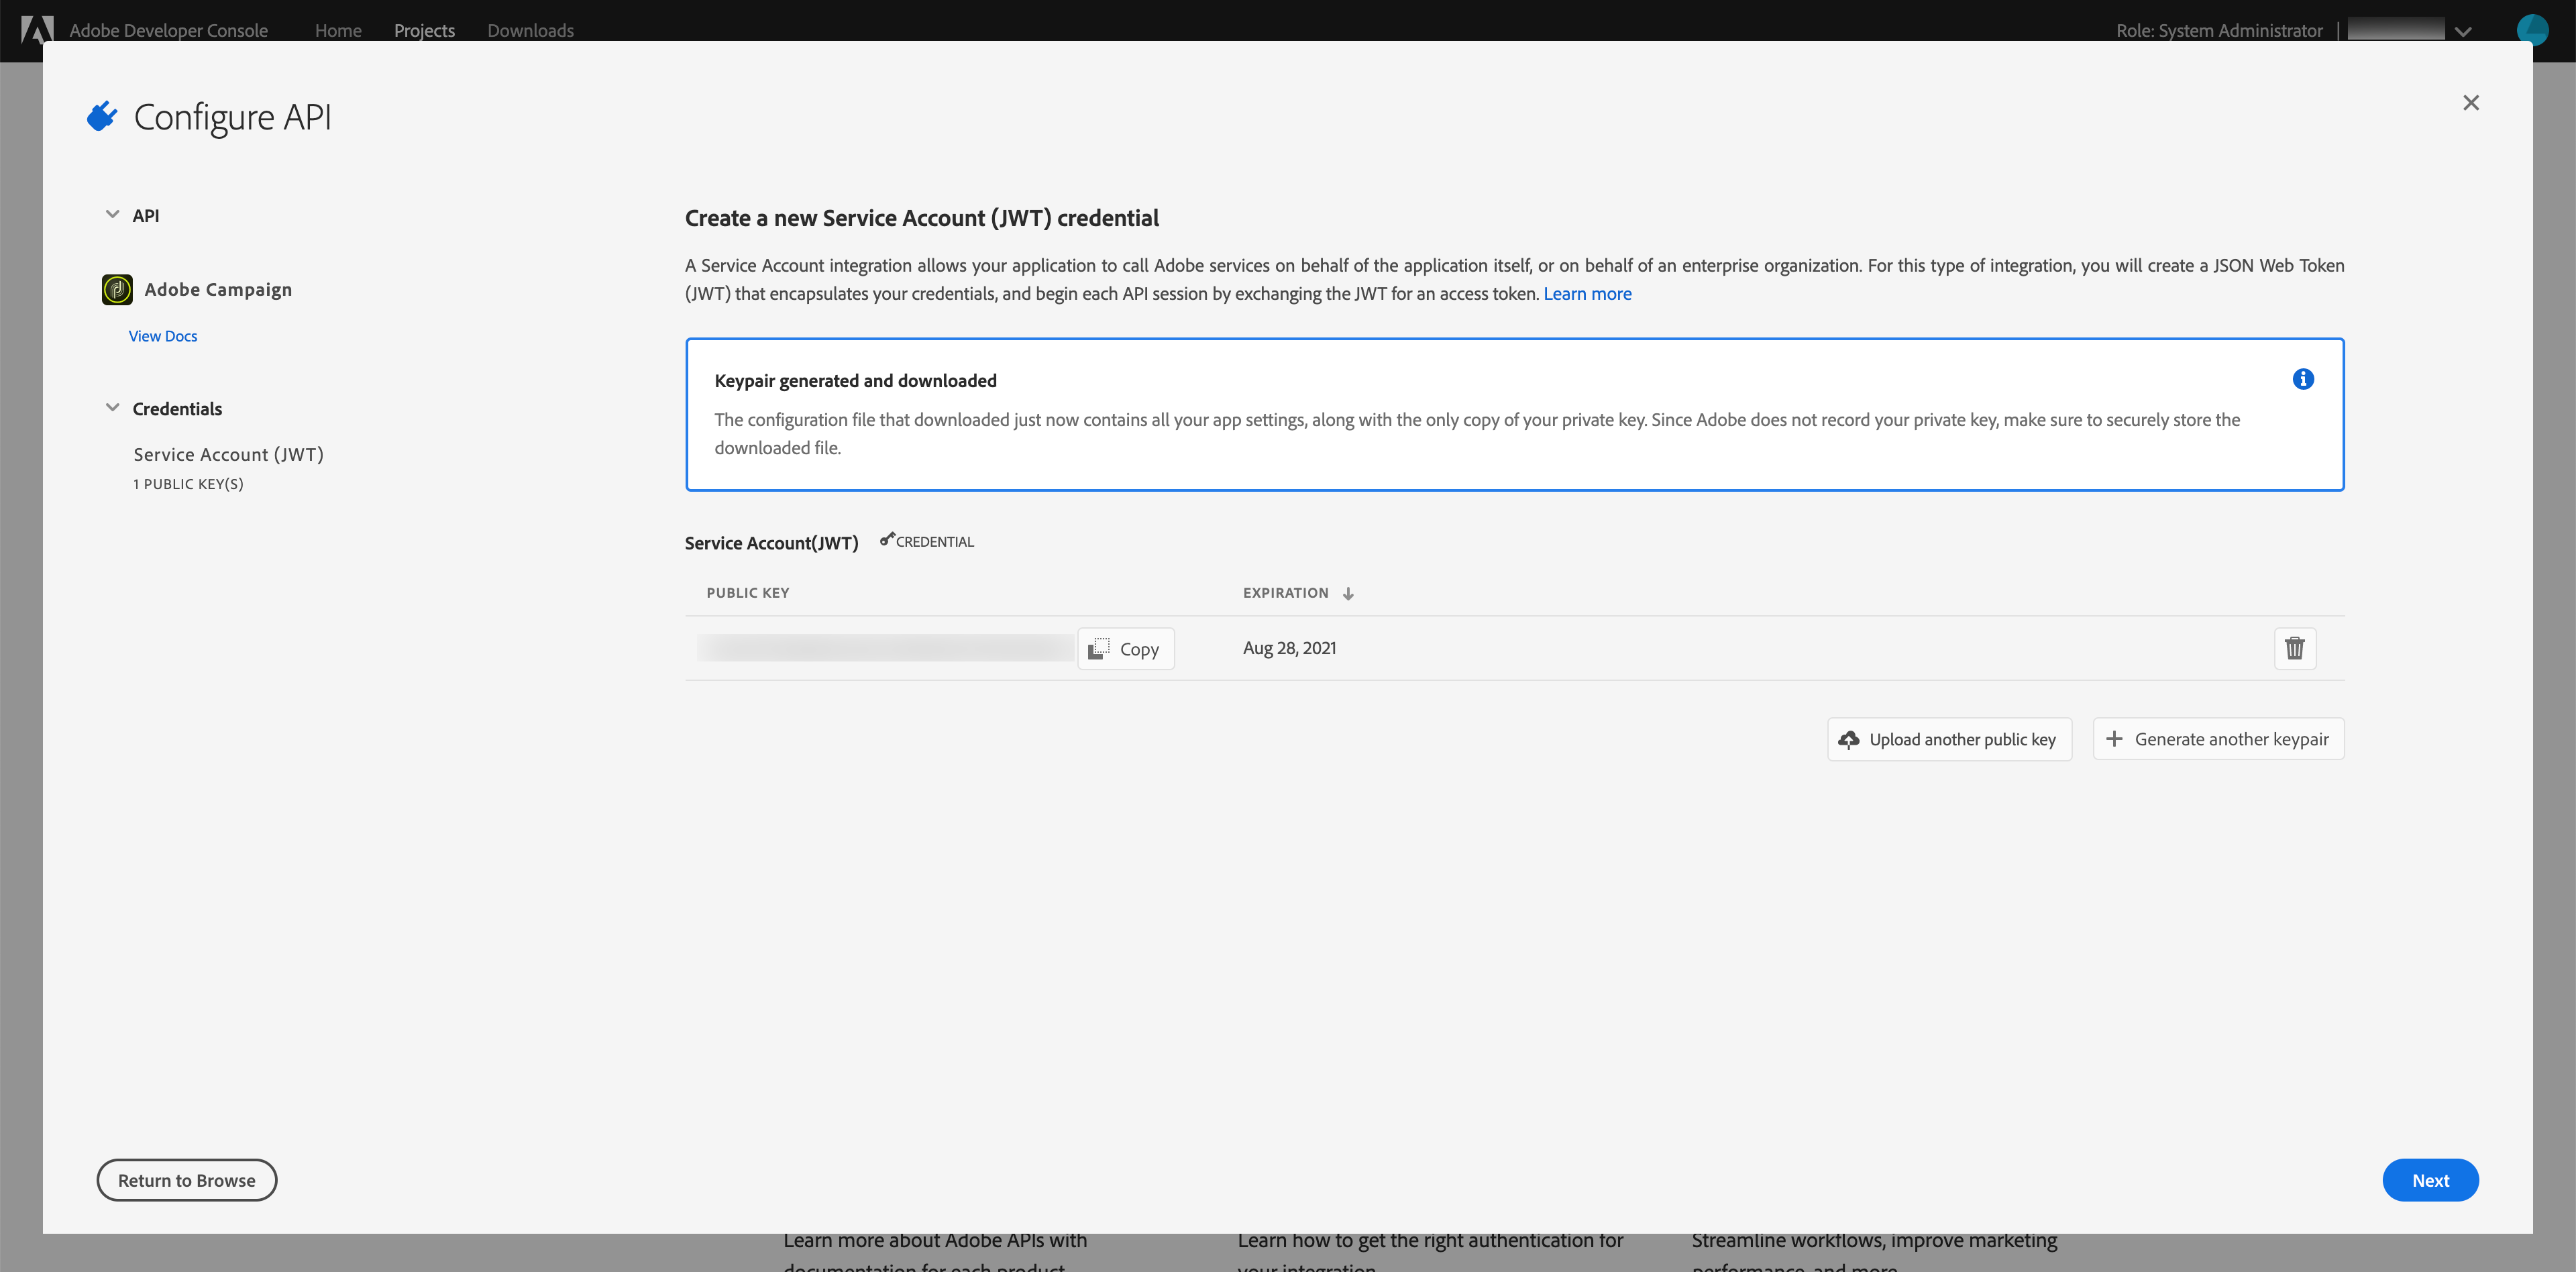 Adobe Developer Console Home Projects Downloads Role: System Administrator
Configure API
API
Adobe Campaign
View Docs
Credentials
Service Account (JWT)
1 PUBLIC KEY(S)
Create a new Service Account (JWT) credential
A Service Account integration allows your application to call Adobe services on behalf of the application itself, or on behalf of an enterprise organization. For this type of integration, you will create a JSON Web Token
(JWT) that encapsulates your credentials, and begin each API session by exchanging the JWT for an access token. Learn more
Keypair generated and downloaded
The configuration file that downloaded just now contains all your app settings, along with the only copy of your private key. Since Adobe does not record your private key, make sure to securely store the
downloaded file.
Service Account(JWT) CREDENTIAL
PUBLIC KEY EXPIRATION
Copy Aug 28, 2021
Upload another public key Generate another keypair
Return to Browse Next
Learn more about Adobe APIs with
documentation for each product
Learn how to get the right authentication for
your integration
Streamline workflows, improve marketing
performance, and more